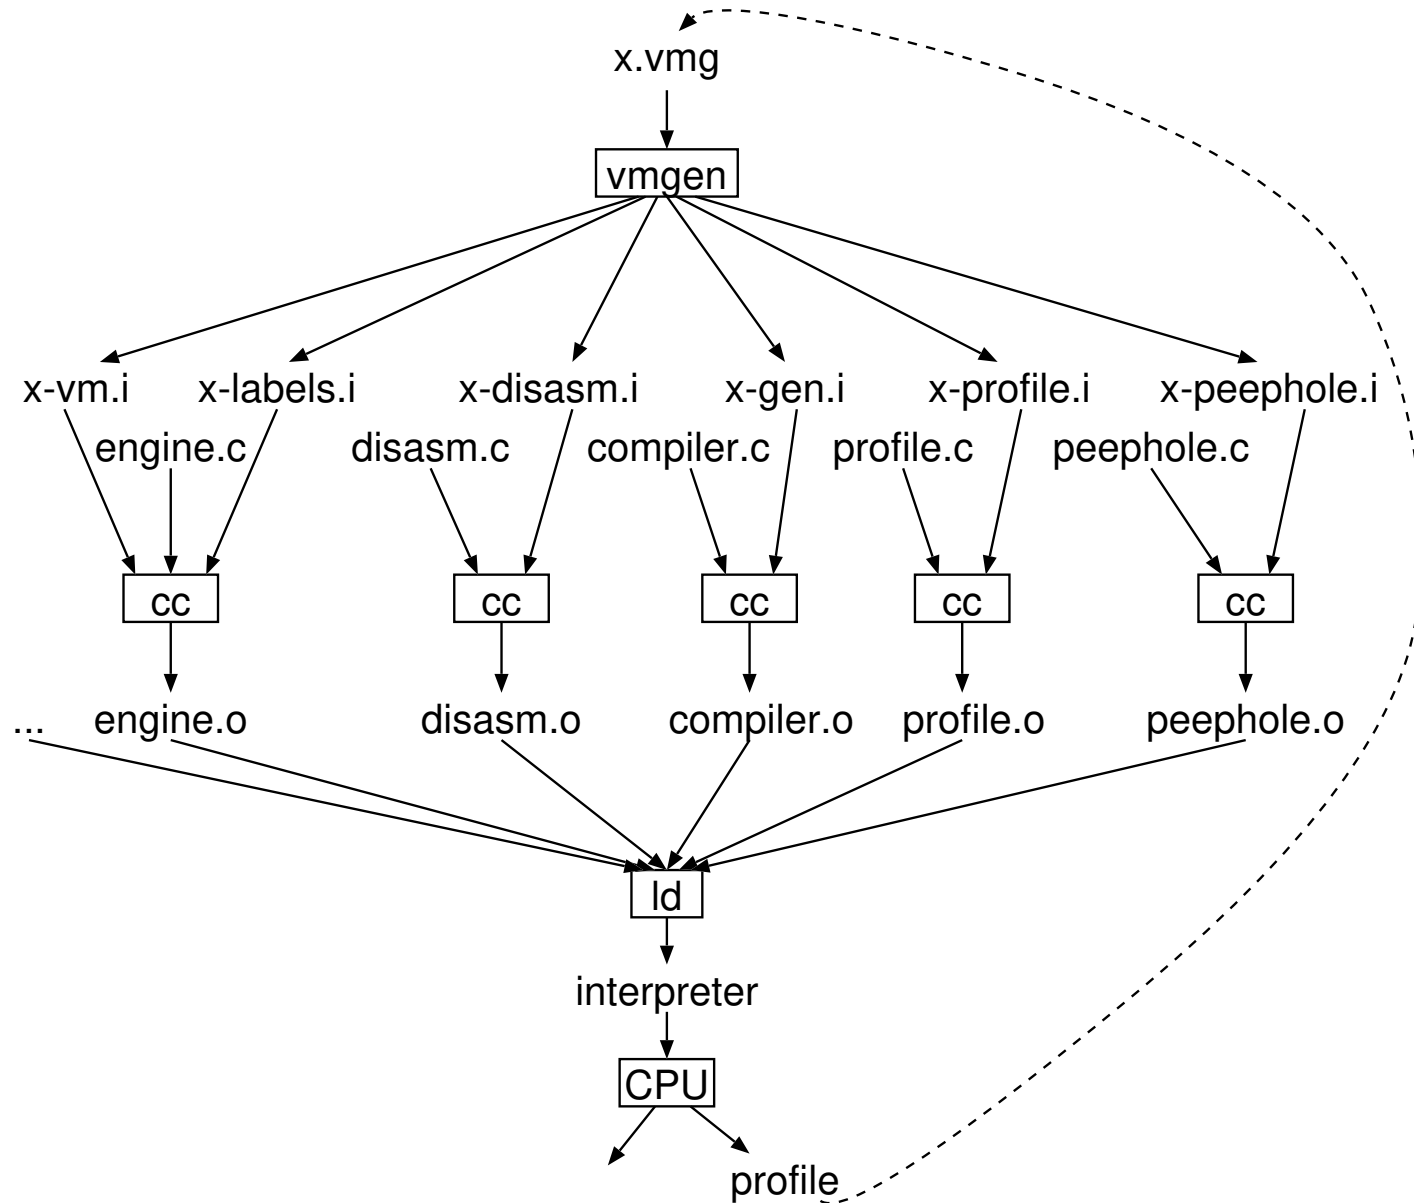 x.vmg
vmgen
x-vm.i x-labels.i x-disasm.i x-gen.i x-profile.i x-peephole.i
engine.c disasm.c compiler.c profile.c peephole.c
cc cc cc cc cc
... engine.o disasm.o compiler.o profile.o peephole.o
ld
interpreter
CPU
profile